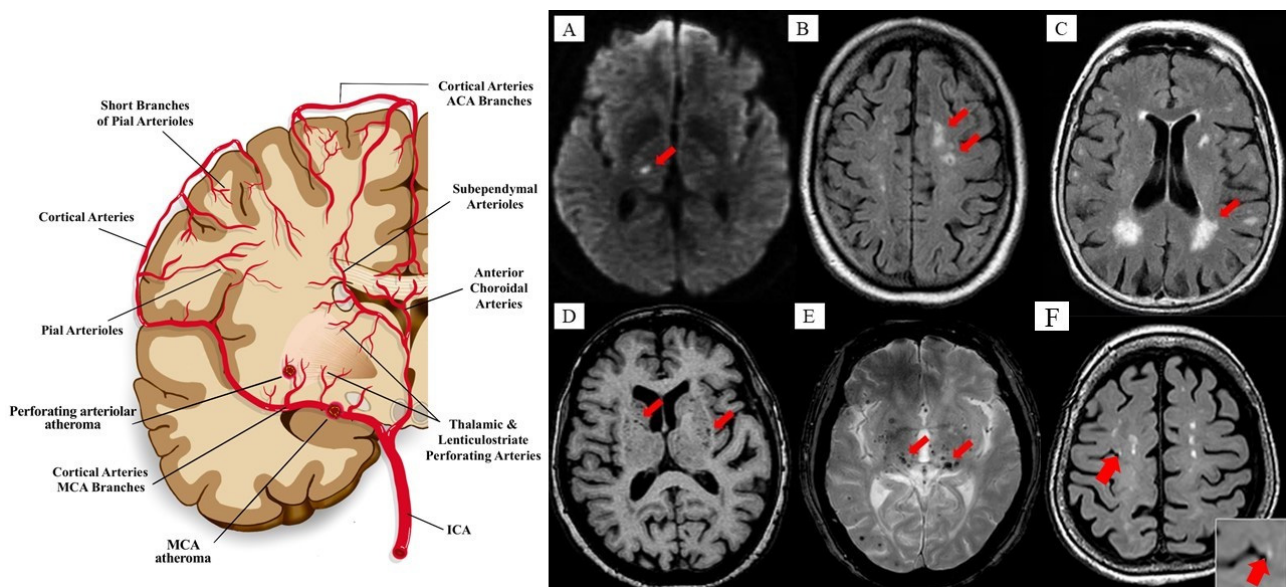 Cortical Arteries
ACA Branches
Short Branches
of Pial Arterioles
Subependymal
Arterioles
Cortical Arteries
Anterior
Choroidal
Arteries
Pial Arterioles
Perforating arteriolar
atheroma
Thalamic &
Lenticulostriate
Perforating Arteries
Cortical Arteries
MCA Branches
MCA
atheroma
ICA
A
B
C
D
E
F